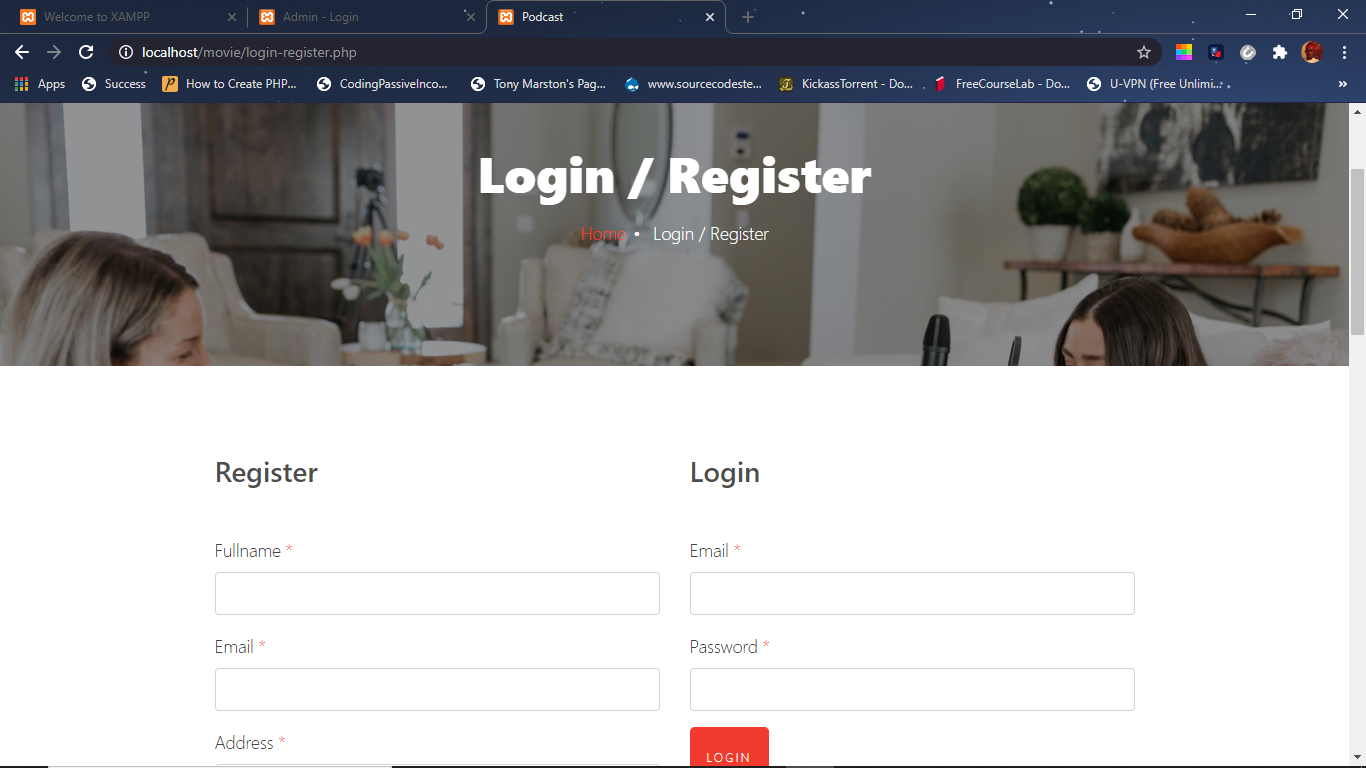 Welcome to XAMPP
Admin - Login
Podcast
localhost/movie/login-register.php
Apps
Success
How to Create PHP...
CodingPassiveInco...
Tony Marston's Pag...
www.sourcecodeste...
KickassTorrent - Do...
FreeCourseLab - Do...
U-VPN (Free Unlimi...
»
Login / Register
Home • Login / Register
Register
Login
Fullname *
Email *
Email *
Password *
Address *
LOGIN